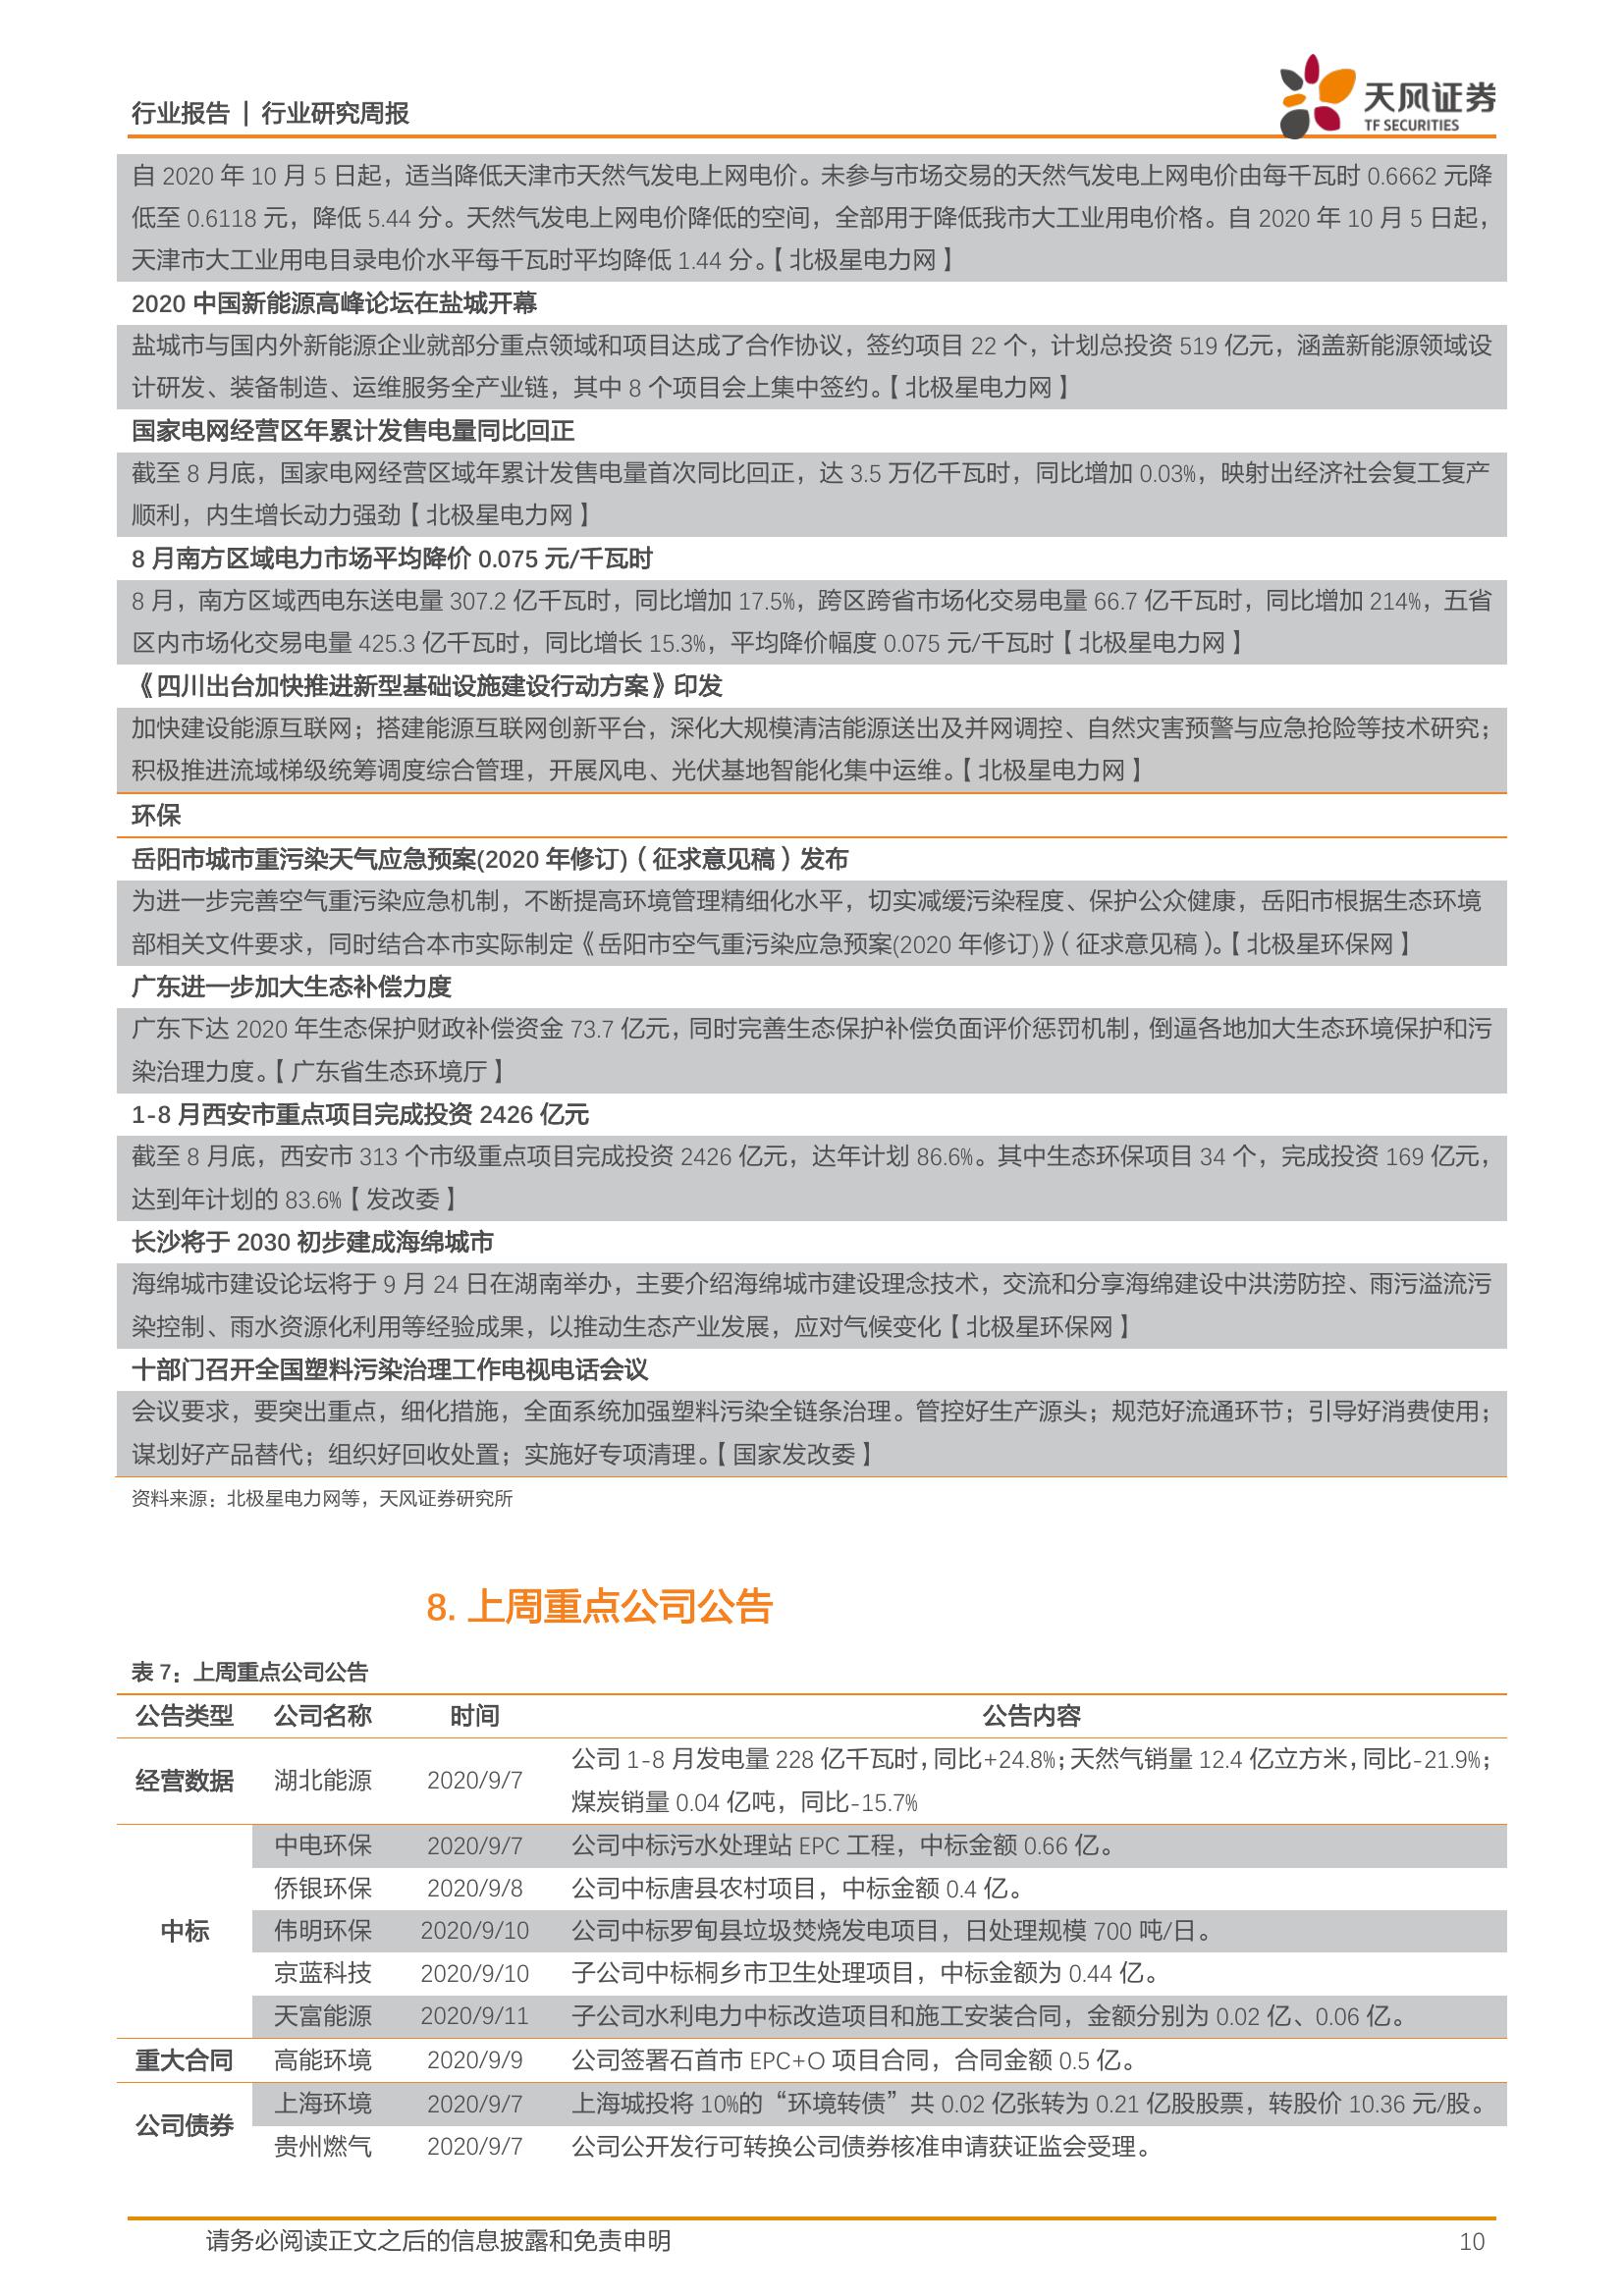 行业报告 | 行业研究周报
天风证券
TF SECURITIES
自 2020 年 10 月 5 日起，适当降低天津市天然气发电上网电价。未参与市场交易的天然气发电上网电价由每千瓦时 0.6662 元降
低至 0.6118 元，降低 5.44 分。天然气发电上网电价降低的空间，全部用于降低我市大工业用电价格。自 2020 年 10 月 5 日起，
天津市大工业用电目录电价水平每千瓦时平均降低 1.44 分。【北极星电力网】
2020 中国新能源高峰论坛在盐城开幕
盐城市与国内外新能源企业就部分重点领域和项目达成了合作协议，签约项目 22 个，计划总投资 519 亿元，涵盖新能源领域设
计研发、装备制造、运维服务全产业链，其中 8 个项目会上集中签约。【北极星电力网】
国家电网经营区年累计发售电量同比回正
截至 8 月底，国家电网经营区域年累计发售电量首次同比回正，达 3.5 万亿千瓦时，同比增加 0.03%，映射出经济社会复工复产
顺利，内生增长动力强劲【北极星电力网】
8 月南方区域电力市场平均降价 0.075 元/千瓦时
8 月，南方区域西电东送电量 307.2 亿千瓦时，同比增加 17.5%，跨区跨省市场化交易电量 66.7 亿千瓦时，同比增加 214%，五省
区内市场化交易电量 425.3 亿千瓦时，同比增长 15.3%，平均降价幅度 0.075 元/千瓦时【北极星电力网】
《四川出台加快推进新型基础设施建设行动方案》印发
加快建设能源互联网；搭建能源互联网创新平台，深化大规模清洁能源送出及并网调控、自然灾害预警与应急抢险等技术研究；
积极推进流域梯级统筹调度综合管理，开展风电、光伏基地智能化集中运维。【北极星电力网】
环保
岳阳市城市重污染天气应急预案(2020 年修订)（征求意见稿）发布
为进一步完善空气重污染应急机制，不断提高环境管理精细化水平，切实减缓污染程度、保护公众健康，岳阳市根据生态环境
部相关文件要求，同时结合本市实际制定《岳阳市空气重污染应急预案(2020 年修订)》（征求意见稿）。【北极星环保网】
广东进一步加大生态补偿力度
广东下达 2020 年生态保护财政补偿资金 73.7 亿元，同时完善生态保护补偿负面评价惩罚机制，倒逼各地加大生态环境保护和污
染治理力度。【广东省生态环境厅】
1-8 月西安市重点项目完成投资 2426 亿元
截至 8 月底，西安市 313 个市级重点项目完成投资 2426 亿元，达年计划 86.6%。其中生态环保项目 34 个，完成投资 169 亿元，
达到年计划的 83.6%【发改委】
长沙将于 2030 初步建成海绵城市
海绵城市建设论坛将于 9 月 24 日在湖南举办，主要介绍海绵城市建设理念技术，交流和分享海绵建设中洪涝防控、雨污溢流污
染控制、雨水资源化利用等经验成果，以推动生态产业发展，应对气候变化【北极星环保网】
十部门召开全国塑料污染治理工作电视电话会议
会议要求，要突出重点，细化措施，全面系统加强塑料污染全链条治理。管控好生产源头；规范好流通环节；引导好消费使用；
谋划好产品替代；组织好回收处置；实施好专项清理。【国家发改委】
资料来源：北极星电力网等，天风证券研究所
8. 上周重点公司公告
表 7：上周重点公司公告
公告类型 公司名称 时间 公告内容
经营数据 湖北能源 2020/9/7 公司 1-8 月发电量 228 亿千瓦时，同比+24.8%；天然气销量 12.4 亿立方米，同比-21.9%；
煤炭销量 0.04 亿吨，同比-15.7%
中电环保 2020/9/7 公司中标污水处理站 EPC 工程，中标金额 0.66 亿。
侨银环保 2020/9/8 公司中标唐县农村项目，中标金额 0.4 亿。
中标 伟明环保 2020/9/10 公司中标罗甸县垃圾焚烧发电项目，日处理规模 700 吨/日。
京蓝科技 2020/9/10 子公司中标桐乡市卫生处理项目，中标金额为 0.44 亿。
天富能源 2020/9/11 子公司水利电力中标改造项目和施工安装合同，金额分别为 0.02 亿、0.06 亿。
重大合同 高能环境 2020/9/9 公司签署石首市 EPC+O 项目合同，合同金额 0.5 亿。
公司债券 上海环境 2020/9/7 上海城投将 10%的“环境转债”共 0.02 亿张转为 0.21 亿股股票，转股价 10.36 元/股。
贵州燃气 2020/9/7 公司公开发行可转换公司债券核准申请获证监会受理。
请务必阅读正文之后的信息披露和免责申明 10